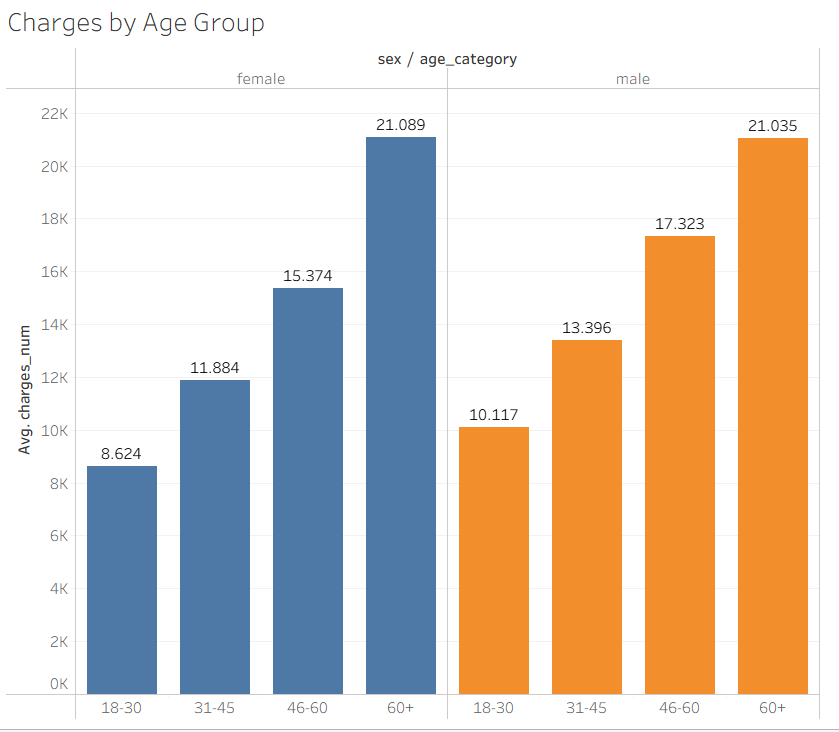 Charges by Age Group
sex / age_category
female male
22K
20K
18K
16K
14K
12K
10K
8K
6K
4K
2K
0K
Avg. charges_num
8.624
11.884
15.374
21.089
10.117
13.396
17.323
21.035
18-30 31-45 46-60 60+ 18-30 31-45 46-60 60+